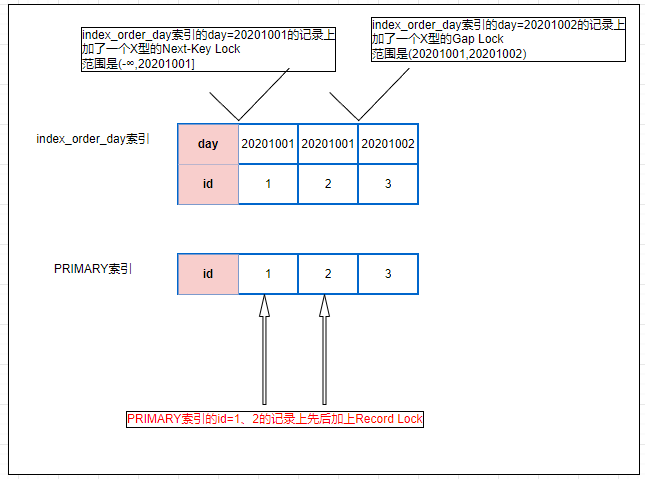 index_order_day索引的day=20201001的记录上
加了一个X型的Next-Key Lock
范围是(-∞,20201001]
index_order_day索引的day=20201002的记录上
加了一个X型的Gap Lock
范围是(20201001,20201002)
index_order_day索引
day 20201001 20201001 20201002
id 1 2 3
PRIMARY索引
id 1 2 3
PRIMARY索引的id=1、2的记录上先后加上Record Lock